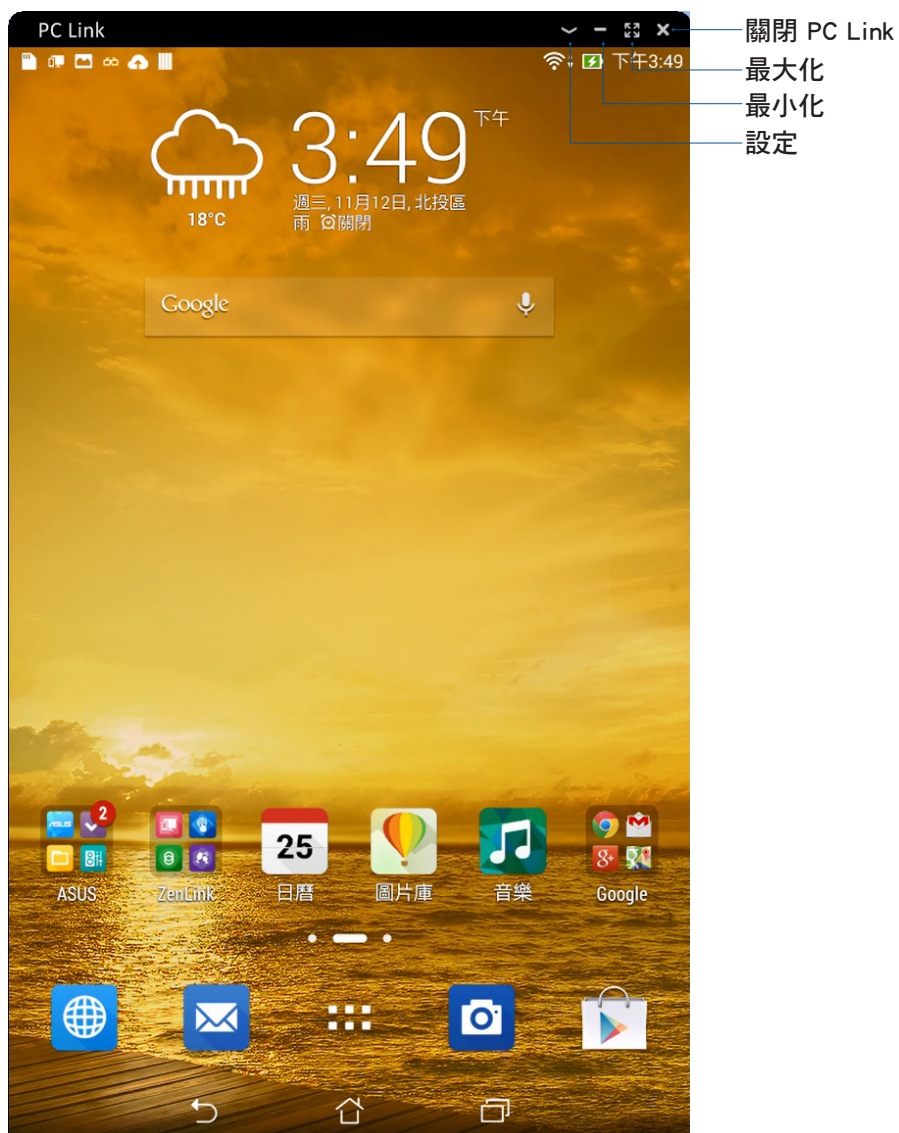 PC Link
關閉 PC Link
最大化
最小化
設定
下午3:49
3:49 下午
週三, 11月12日, 北投區
雨 關閉
18°C
Google
2
25
8+
ASUS
ZenLink
日曆
圖片庫
音樂
Google